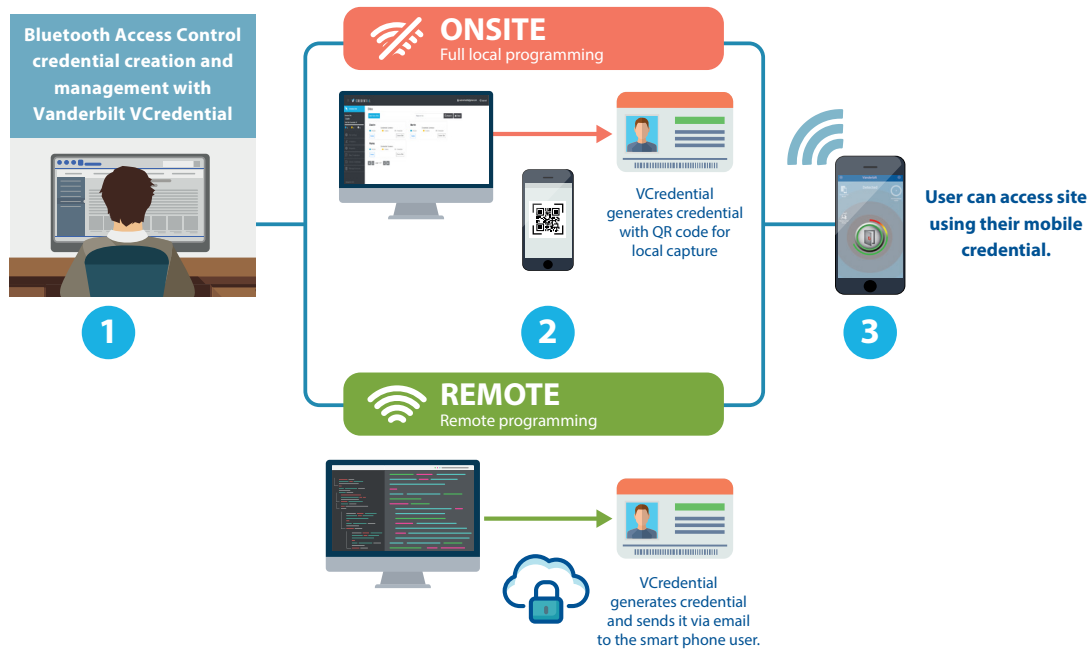 Bluetooth Access Control
credential creation and
management with
Vanderbilt VCredential
1
ONSITE
Full local programming
VCredential
generates credential
with QR code for
local capture
2
REMOTE
Remote programming
VCredential
generates credential
and sends it via email
to the smart phone user.
User can access site
using their mobile
credential.
3